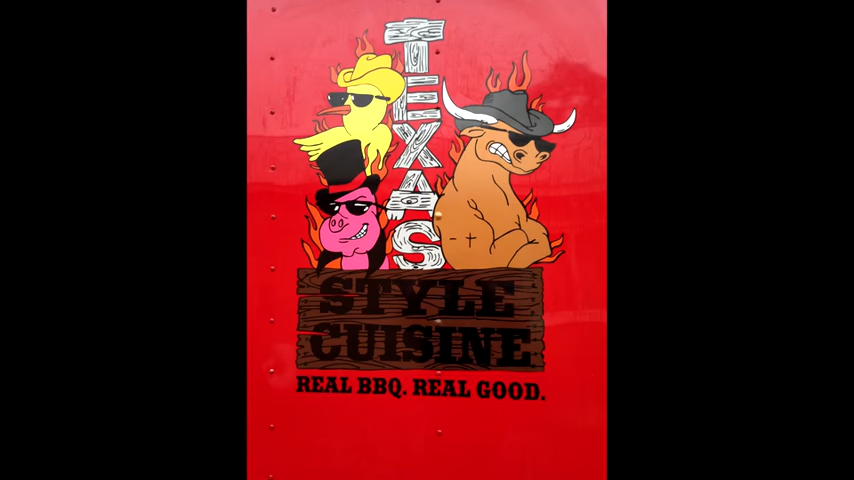 TEXAS
STYLE
CUISINE
REAL BBQ. REAL GOOD.